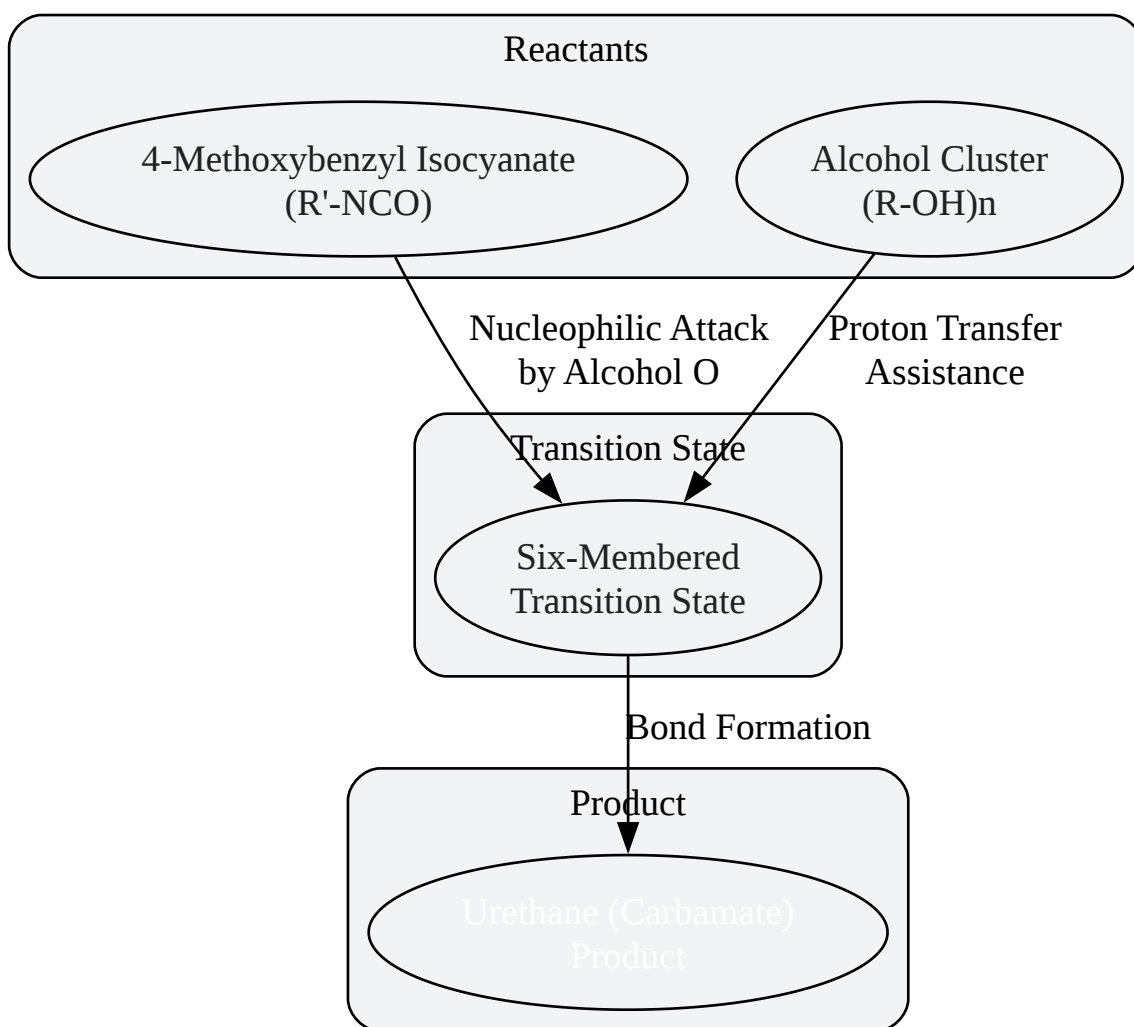 Reactants
4-Methoxybenzyl Isocyanate
(R'-NCO)
Alcohol Cluster
(R-OH)n
Nucleophilic Attack
by Alcohol O
Proton Transfer
Assistance
Transition State
Six-Membered
Transition State
Bond Formation
Product
Urethane (Carbamate)
Product